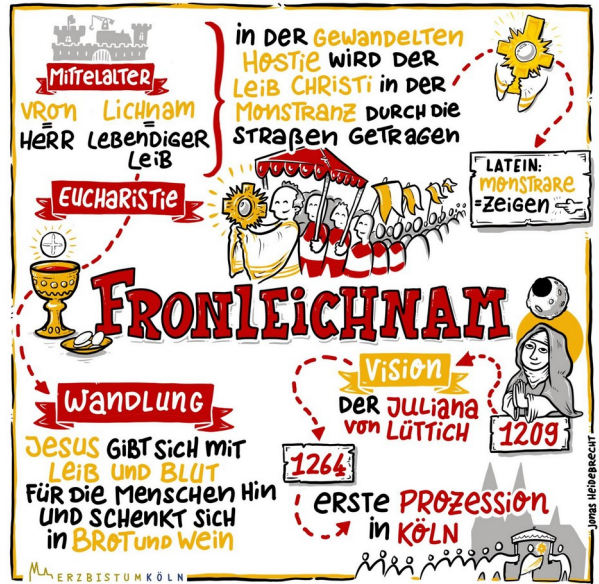 MITTELALTER
VRON LICHNAM
= =
HERR LEBENDIGER
LEIB
IN DER GEWANDELTEN
HOSTIE WIRD DER
LEIB CHRISTI IN DER
MONSTRANZ DURCH DIE
STRAßEN GETRAGEN
LATEIN:
MONSTRARE
=ZEIGEN
EUCHARISTIE
FRONLEICHNAM
WANDLUNG
JESUS GIBT SICH MIT
LEIB UND BLUT
FÜR DIE MENSCHEN HIN
UND SCHENKT SICH
IN BROT UND WEIN
VISION
DER JULIANA
VON LÜTTICH
1209
1264
ERSTE PROZESSION
IN KÖLN
JONAS HEIDEBRECHT
ERZBISTUMKÖLN